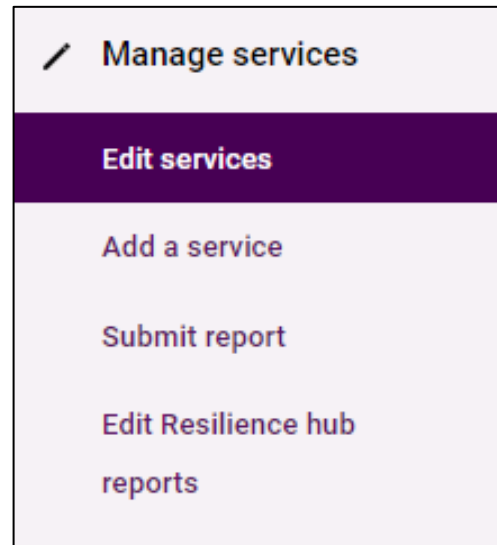 Manage services
Edit services
Add a service
Submit report
Edit Resilience hub
reports